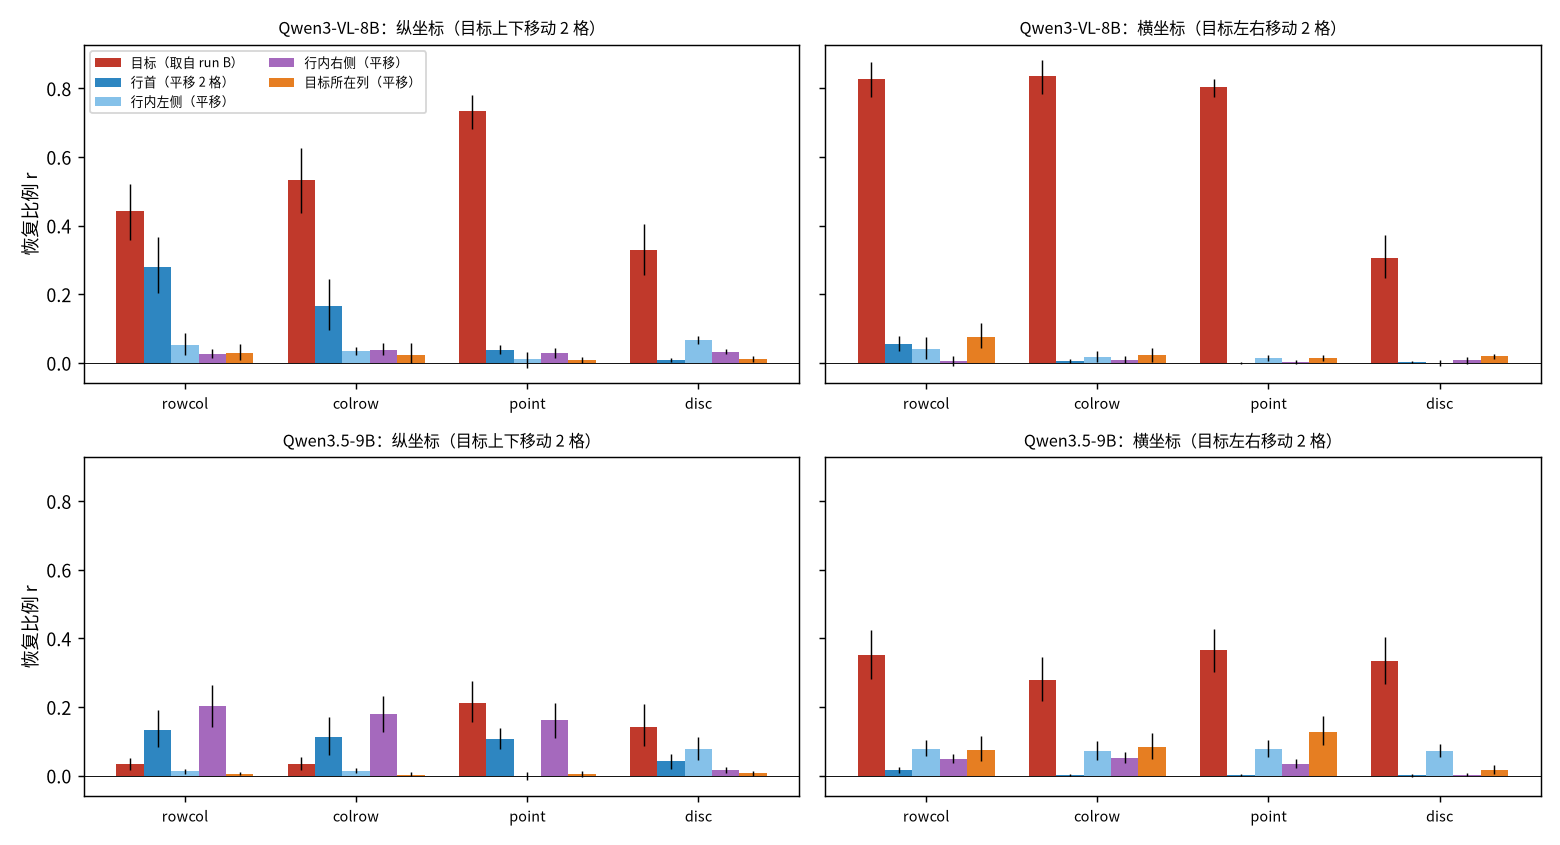 Qwen3-VL-8B：纵坐标（目标上下移动 2 格）
恢复比例 r
0.8
0.6
0.4
0.2
0.0
目标（取自 run B）
行首（平移 2 格）
行内左侧（平移）
行内右侧（平移）
目标所在列（平移）
rowcol
colrow
point
disc
Qwen3-VL-8B：横坐标（目标左右移动 2 格）
rowcol
colrow
point
disc
Qwen3.5-9B：纵坐标（目标上下移动 2 格）
恢复比例 r
0.8
0.6
0.4
0.2
0.0
rowcol
colrow
point
disc
Qwen3.5-9B：横坐标（目标左右移动 2 格）
rowcol
colrow
point
disc